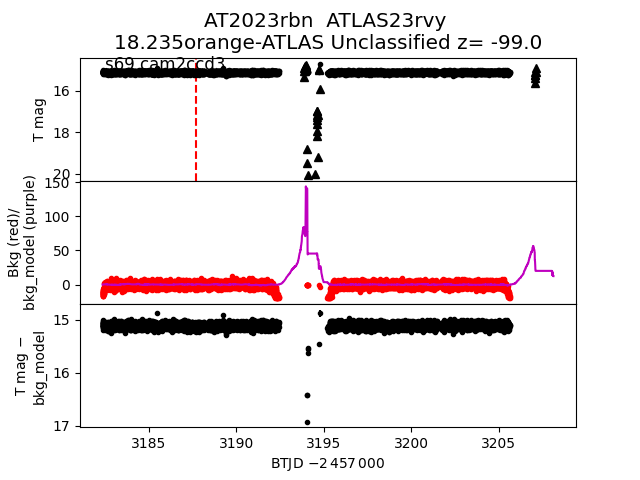 AT2023rbn  ATLAS23rvy
18.235orange-ATLAS Unclassified z= -99.0
s69 cam2ccd3
T mag
16
18
20
Bkg (red)/
bkg_model (purple)
150
100
50
0
T mag −
bkg_model
15
16
17
3185
3190
3195
3200
3205
BTJD −2 457 000